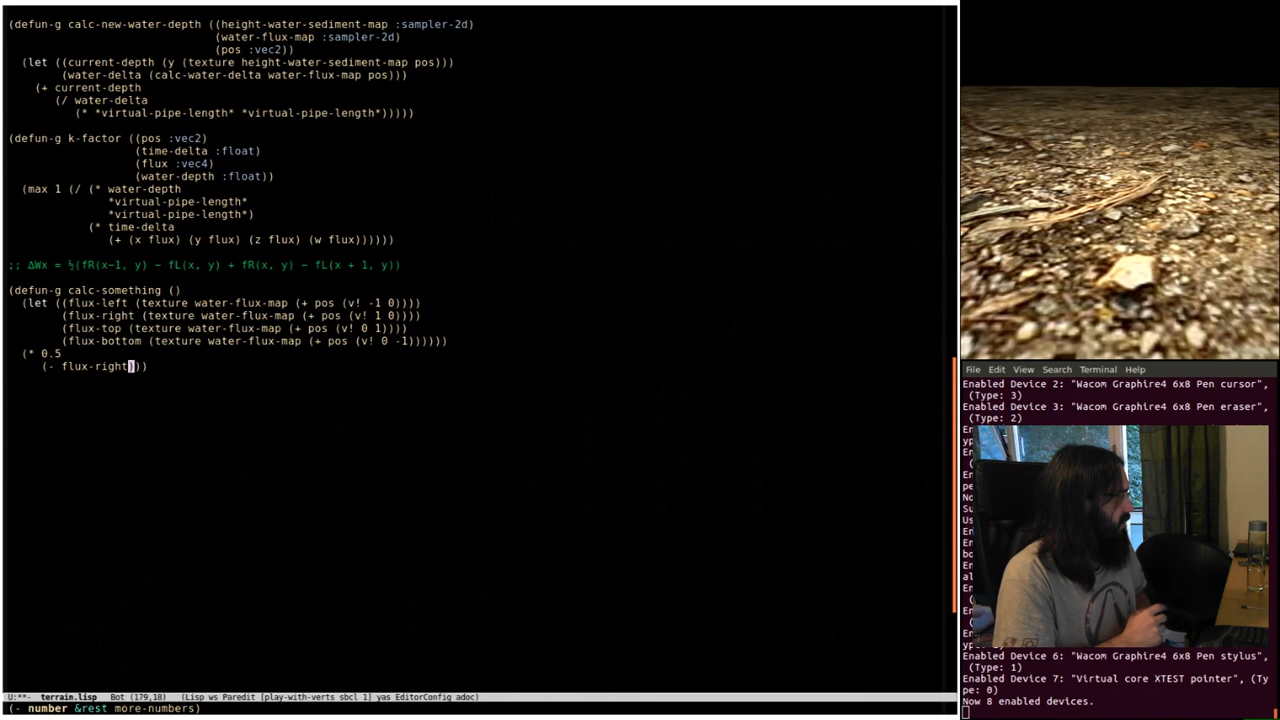 (defun-g calc-new-water-depth ((height-water-sediment-map :sampler-2d)
(water-flux-map :sampler-2d)
(pos :vec2))
(let ((current-depth (y (texture height-water-sediment-map pos)))
(water-delta (calc-water-delta water-flux-map pos)))
(+ current-depth
(/ water-delta
(* *virtual-pipe-length* *virtual-pipe-length*)))))
(defun-g k-factor ((pos :vec2)
(time-delta :float)
(flux :vec4)
(water-depth :float))
(max 1 (/ (* water-depth
*virtual-pipe-length*
*virtual-pipe-length*)
(* time-delta
(+ (x flux) (y flux) (z flux) (w flux))))))
;; ΔWx = ½(fR(x−1, y) − fL(x, y) + fR(x, y) − fL(x + 1, y))
(defun-g calc-something ()
(let ((flux-left (texture water-flux-map (+ pos (v! -1 0))))
(flux-right (texture water-flux-map (+ pos (v! 1 0))))
(flux-top (texture water-flux-map (+ pos (v! 0 1))))
(flux-bottom (texture water-flux-map (+ pos (v! 0 -1))))))
(* 0.5
(- flux-right)))
U:**- terrain.lisp Bot (179,18) (Lisp ws Paredit [play-with-verts sbcl 1] yas EditorConfig adoc)
(- number &rest more-numbers)
File Edit View Search Terminal Help
Enabled Device 2: "Wacom Graphire4 6x8 Pen cursor",
(Type: 3)
Enabled Device 3: "Wacom Graphire4 6x8 Pen eraser",
(Type: 2)
Enabled Device 6: "Wacom Graphire4 6x8 Pen stylus",
(Type: 1)
Enabled Device 7: "Virtual core XTEST pointer", (Ty
pe: 0)
Now 8 enabled devices.